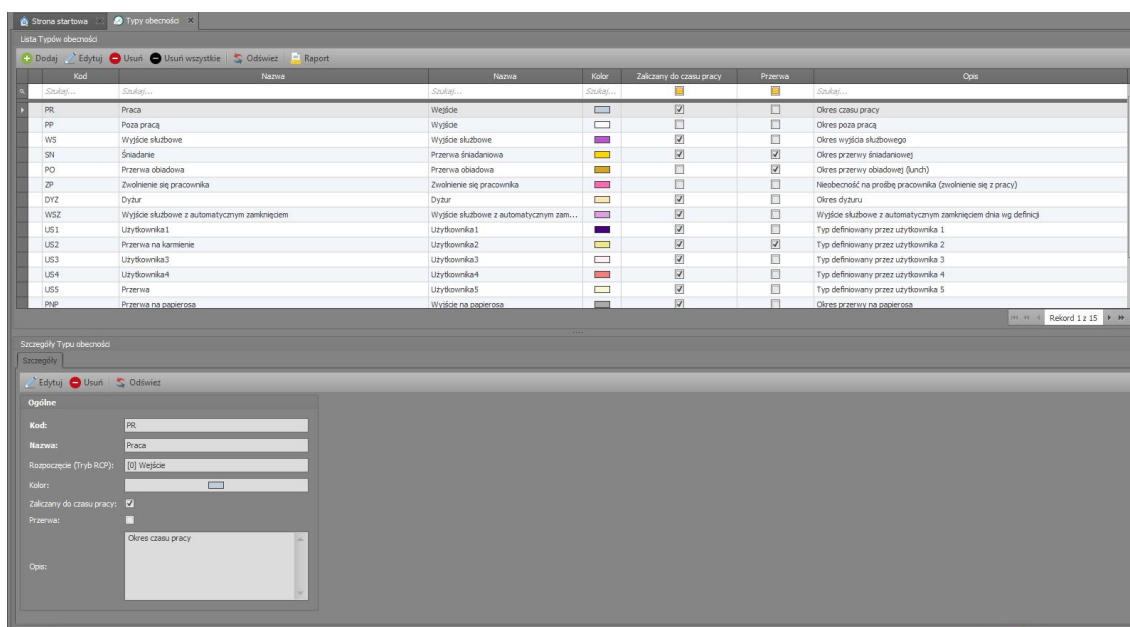 Strona startowa Typy obecności
Lista Typów obecności
Dodaj Edytuj Usuń Usuń wszystkie Odśwież Raport
Kod Nazwa Nazwa Kolor Zaliczany do czasu pracy Przerwa Opis
Szukaj... Szukaj... Szukaj... Szukaj... Szukaj...
PR Praca Wejście Okres czasu pracy
PP Poza pracą Wyjście Okres poza pracą
WS Wyjście służbowe Wyjście służbowe Okres wyjścia służbowego
SN Śniadanie Przerwa śniadaniowa Okres przerwy śniadaniowej
PO Przerwa obiadowa Przerwa obiadowa Okres przerwy obiadowej (lunch)
ZP Zwolnienie się pracownika Zwolnienie się pracownika Nieobecność na prośbę pracownika (zwolnienie się z pracy)
DYZ Dyżur Dyżur Okres dyżuru
WSZ Wyjście służbowe z automatycznym zamknięciem Wyjście służbowe z automatycznym zam... Wyjście służbowe z automatycznym zamknięciem dnia wg definicji
US1 Użytkownika1 Użytkownika1 Typ definiowany przez użytkownika 1
US2 Przerwa na karmienie Użytkownika2 Typ definiowany przez użytkownika 2
US3 Użytkownika3 Użytkownika3 Typ definiowany przez użytkownika 3
US4 Użytkownika4 Użytkownika4 Typ definiowany przez użytkownika 4
US5 Przerwa Użytkownika5 Typ definiowany przez użytkownika 5
PNP Przerwa na papierosa Wyjście na papierosa Okres przerwy na papierosa
Rekord 1 z 15
Szczegóły Typu obecności
Szczegóły
Edytuj Usuń Odśwież
Ogólne
Kod: PR
Nazwa: Praca
Rozpoczęcie (Tryb RCP): [0] Wejście
Kolor:
Zaliczany do czasu pracy:
Przerwa:
Okres czasu pracy
Opis: